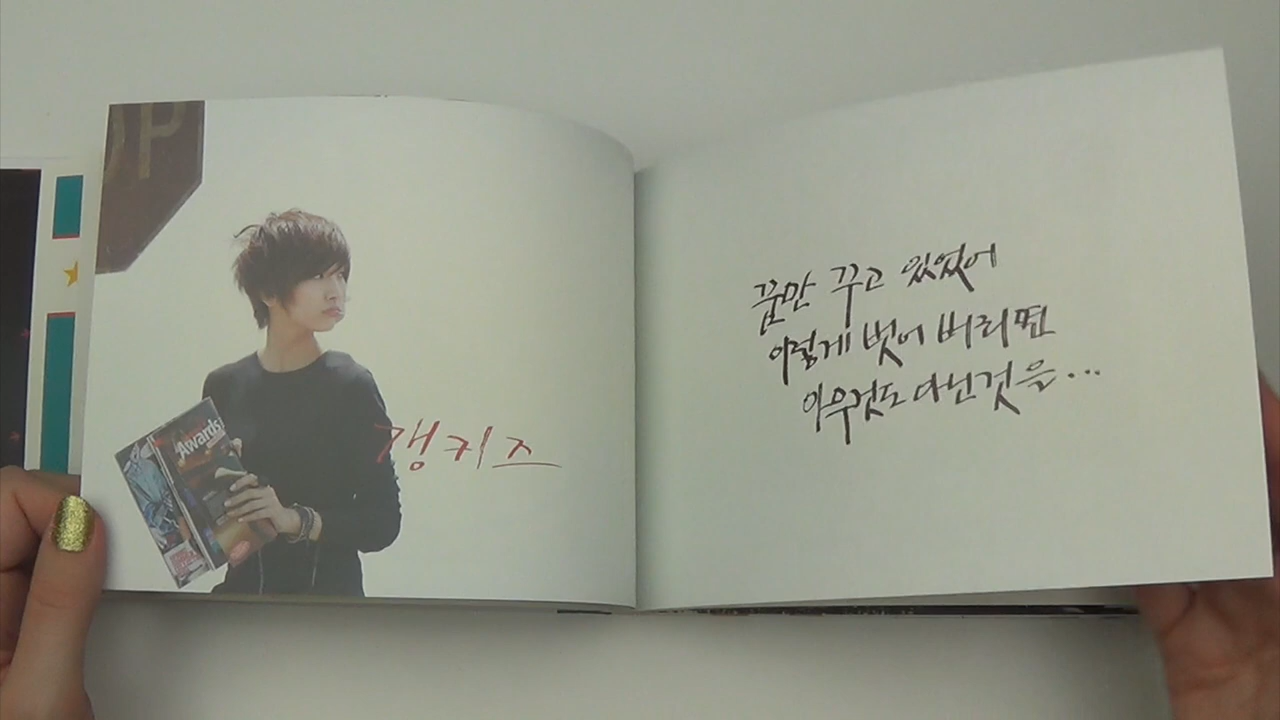 OP
Awards
갱키즈
꿈만 꾸고 있었어
이렇게 벗어 버리면
아무것도 아닌것을...